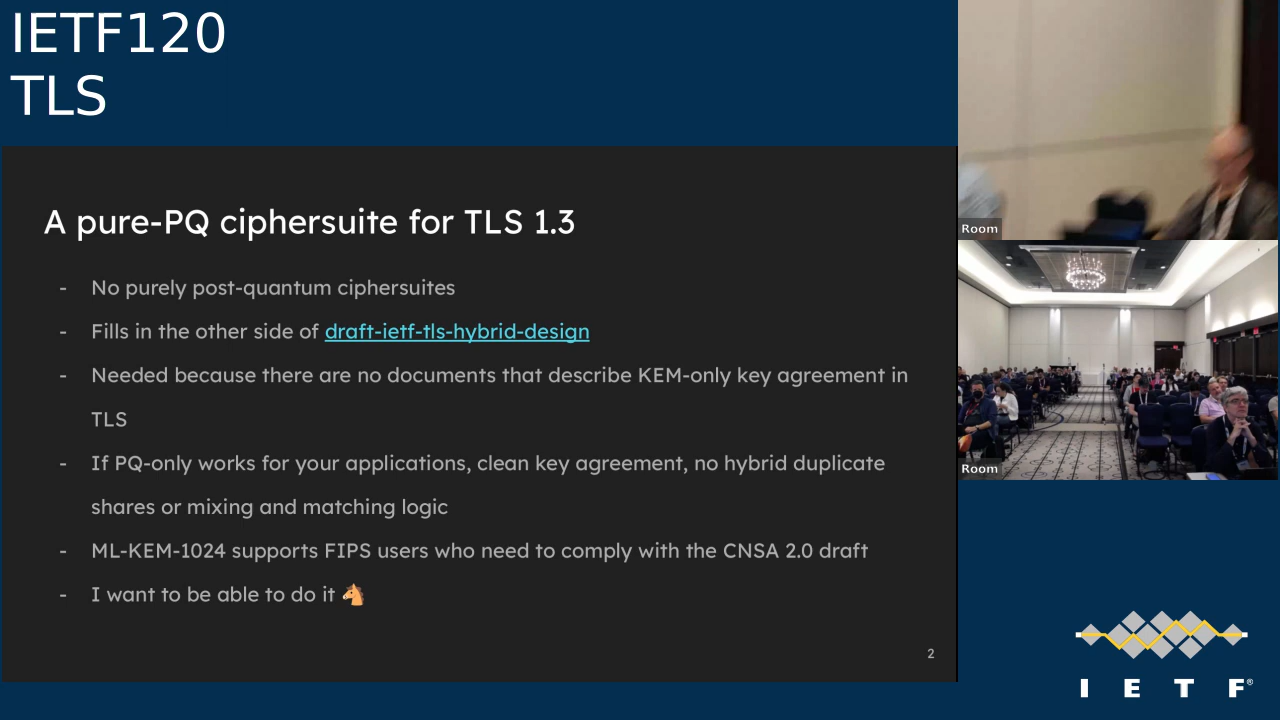 IETF120
TLS
A pure-PQ ciphersuite for TLS 1.3
- No purely post-quantum ciphersuites
- Fills in the other side of draft-ietf-tls-hybrid-design
- Needed because there are no documents that describe KEM-only key agreement in
TLS
- If PQ-only works for your applications, clean key agreement, no hybrid duplicate
shares or mixing and matching logic
- ML-KEM-1024 supports FIPS users who need to comply with the CNSA 2.0 draft
- I want to be able to do it 🐴
2
Room
Room
I E T F®